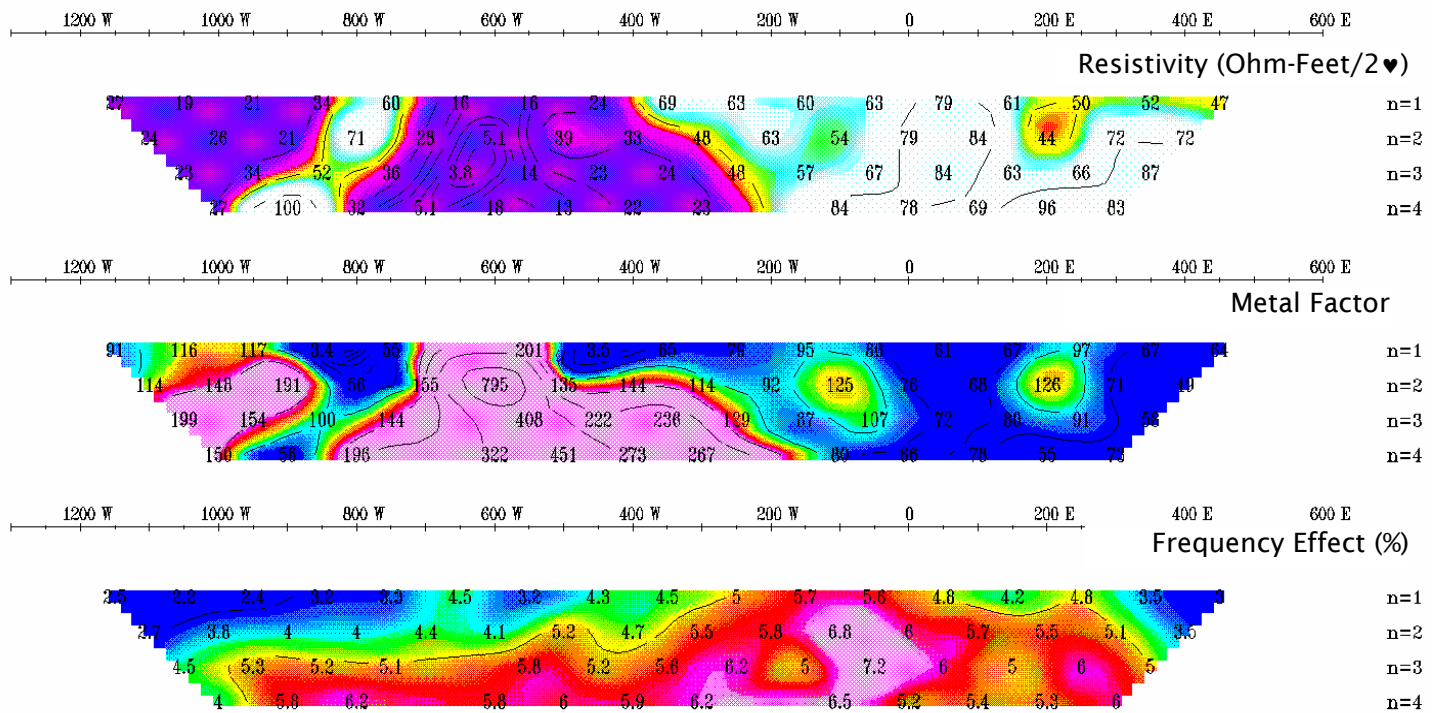 1200 W 1000 W 800 W 600 W 400 W 200 W 0 200 E 400 E 600 E
Resistivity (Ohm-Feet/2♥)
27 19 21 34 60 16 16 24 69 63 60 63 79 61 50 52 47 n=1
24 26 21 71 28 5.1 39 33 48 63 54 79 84 44 72 72 n=2
23 34 52 36 3.8 14 23 24 48 57 67 84 63 66 87 n=3
27 100 32 5.1 18 13 22 23 84 78 69 96 83 n=4
1200 W 1000 W 800 W 600 W 400 W 200 W 0 200 E 400 E 600 E
Metal Factor
91 116 117 3.4 55 201 3.5 65 79 95 80 61 67 97 67 64 n=1
114 148 191 56 155 795 135 144 114 92 125 76 68 126 71 49 n=2
199 154 100 144 408 222 236 129 87 107 72 80 91 58 n=3
150 56 196 322 451 273 267 80 66 78 55 73 n=4
1200 W 1000 W 800 W 600 W 400 W 200 W 0 200 E 400 E 600 E
Frequency Effect (%)
2.5 2.2 2.4 3.2 3.3 4.5 3.2 4.3 4.5 5 5.7 5.6 4.8 4.2 4.8 3.5 3 n=1
2.7 3.8 4 4 4.4 4.1 5.2 4.7 5.5 5.8 6.8 6 5.7 5.5 5.1 3.5 n=2
4.5 5.3 5.2 5.1 5.8 5.2 5.6 6.2 5 7.2 6 5 6 5 n=3
4 5.8 6.2 5.8 6 5.9 6.2 6.5 5.2 5.4 5.3 6 n=4